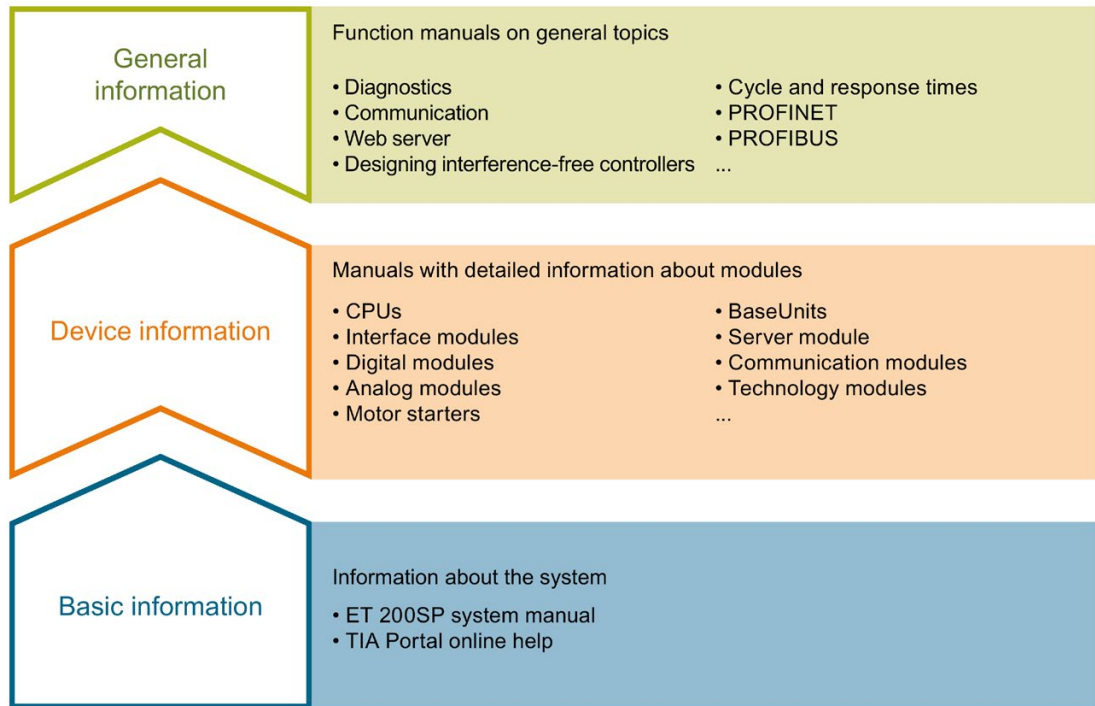 General
information
Function manuals on general topics
• Diagnostics
• Communication
• Web server
• Designing interference-free controllers
• Cycle and response times
• PROFINET
• PROFIBUS
...
Device information
Manuals with detailed information about modules
• CPUs
• Interface modules
• Digital modules
• Analog modules
• Motor starters
• BaseUnits
• Server module
• Communication modules
• Technology modules
...
Basic information
Information about the system
• ET 200SP system manual
• TIA Portal online help